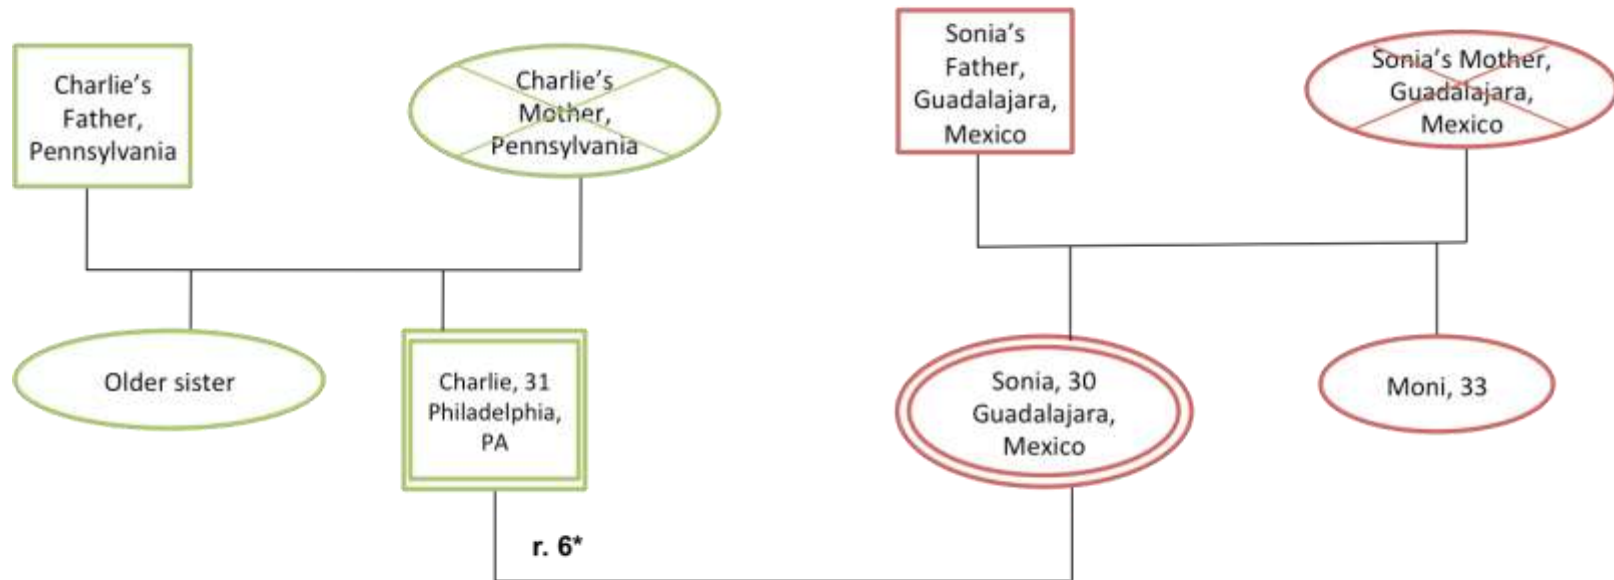 Charlie's
Father,
Pennsylvania
Charlie's
Mother,
Pennsylvania
Sonia's
Father,
Guadalajara,
Mexico
Sonia's Mother,
Guadalajara,
Mexico
Older sister
Charlie, 31
Philadelphia,
PA
Sonia, 30
Guadalajara,
Mexico
Moni, 33
r. 6*